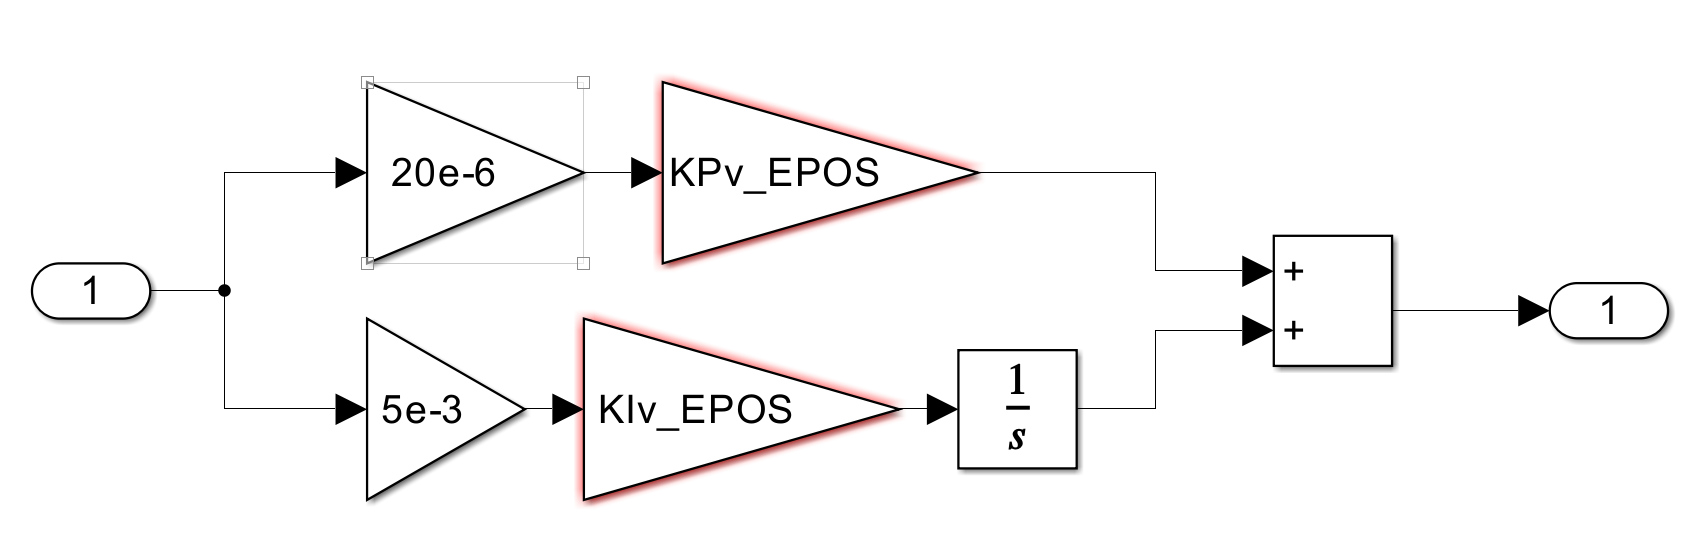 1
20e-6
KPv_EPOS
+
+
1
5e-3
KIv_EPOS
1
s